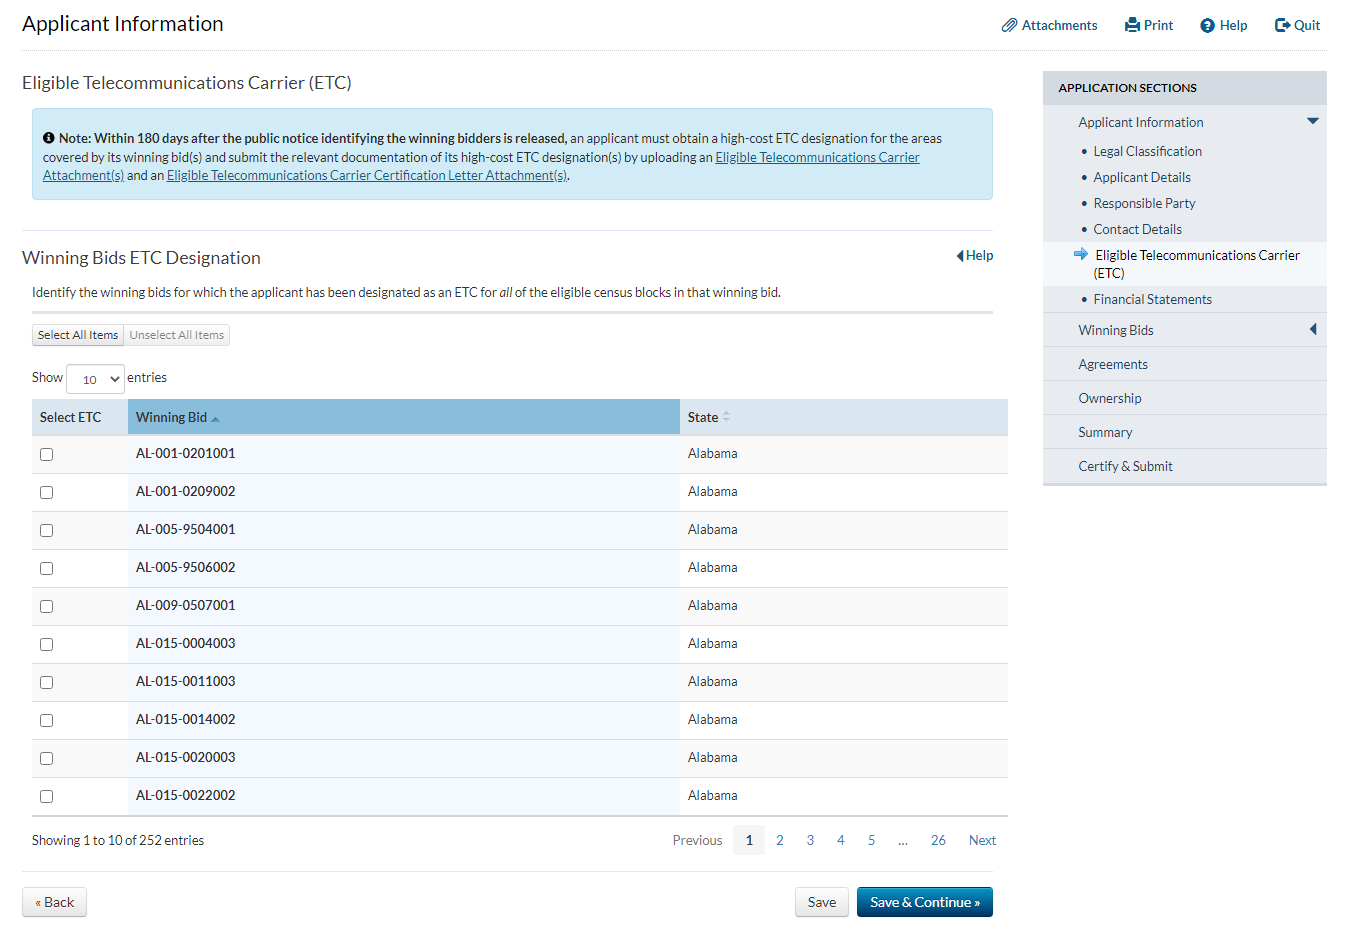 Applicant Information
Attachments Print Help Quit
Eligible Telecommunications Carrier (ETC)
Note: Within 180 days after the public notice identifying the winning bidders is released, an applicant must obtain a high-cost ETC designation for the areas
covered by its winning bid(s) and submit the relevant documentation of its high-cost ETC designation(s) by uploading an Eligible Telecommunications Carrier
Attachment(s) and an Eligible Telecommunications Carrier Certification Letter Attachment(s).
Winning Bids ETC Designation
Help
Identify the winning bids for which the applicant has been designated as an ETC for all of the eligible census blocks in that winning bid.
Select All Items Unselect All Items
Show 10 entries
Select ETC Winning Bid State
AL-001-0201001 Alabama
AL-001-0209002 Alabama
AL-005-9504001 Alabama
AL-005-9506002 Alabama
AL-009-0507001 Alabama
AL-015-0004003 Alabama
AL-015-0011003 Alabama
AL-015-0014002 Alabama
AL-015-0020003 Alabama
AL-015-0022002 Alabama
Showing 1 to 10 of 252 entries
Previous 1 2 3 4 5 ... 26 Next
« Back
Save
Save & Continue »
APPLICATION SECTIONS
Applicant Information
• Legal Classification
• Applicant Details
• Responsible Party
• Contact Details
Eligible Telecommunications Carrier
(ETC)
• Financial Statements
Winning Bids
Agreements
Ownership
Summary
Certify & Submit